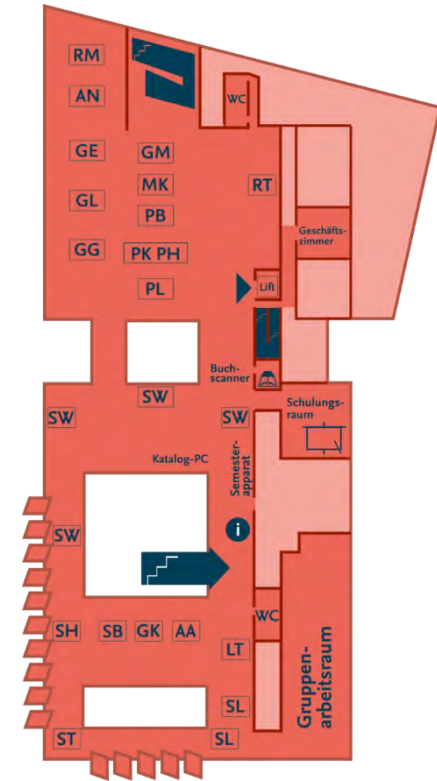 RM
AN
WC
GE
GM
MK
RT
GL
PB
Geschäfts-
zimmer
GG
PK PH
Lift
PL
Buch-
scanner
SW
SW
SW
Schulungs-
raum
Katalog-PC
Semester-
apparat
i
SW
WC
SH
SB
GK
AA
LT
Gruppen-
arbeitsraum
SL
ST
SL